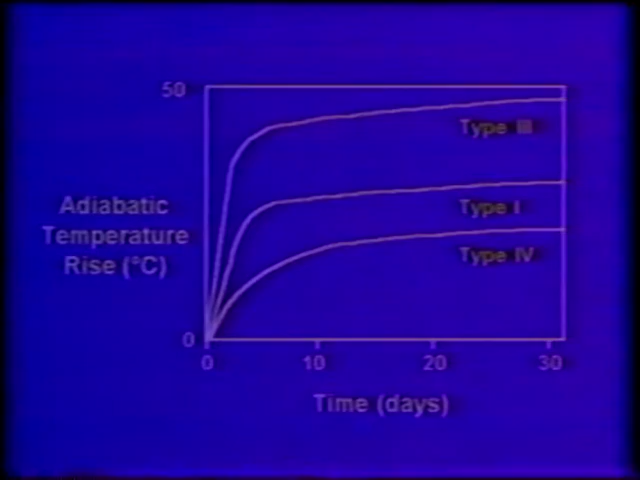 50
Type III
Adiabatic
Temperature
Rise (°C)
Type I
Type IV
0
0 10 20 30
Time (days)